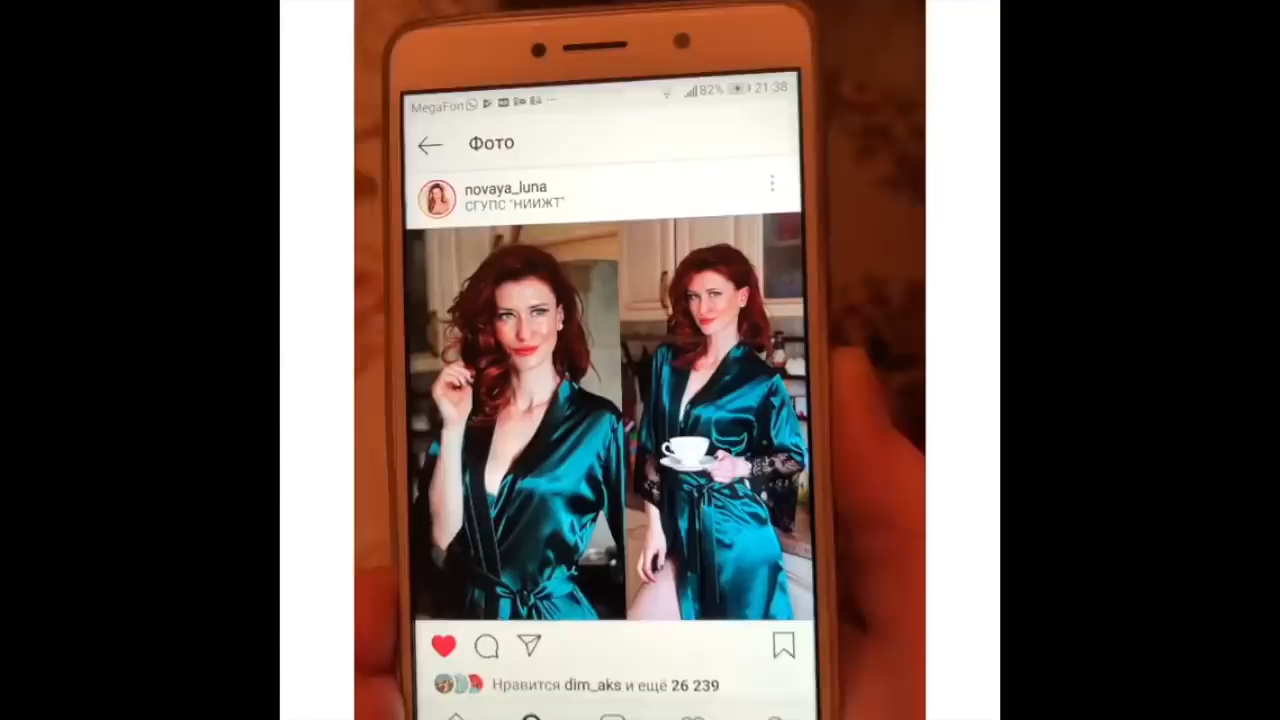 MegaFon 82% 21:38
Фото
novaya_luna
СГУПС "НИИЖТ"
Нравится dim_aks и ещё 26 239